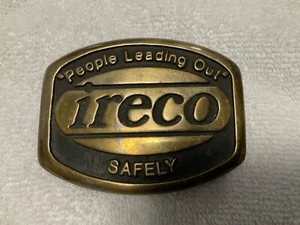 "People Leading Out"
ireco
SAFELY